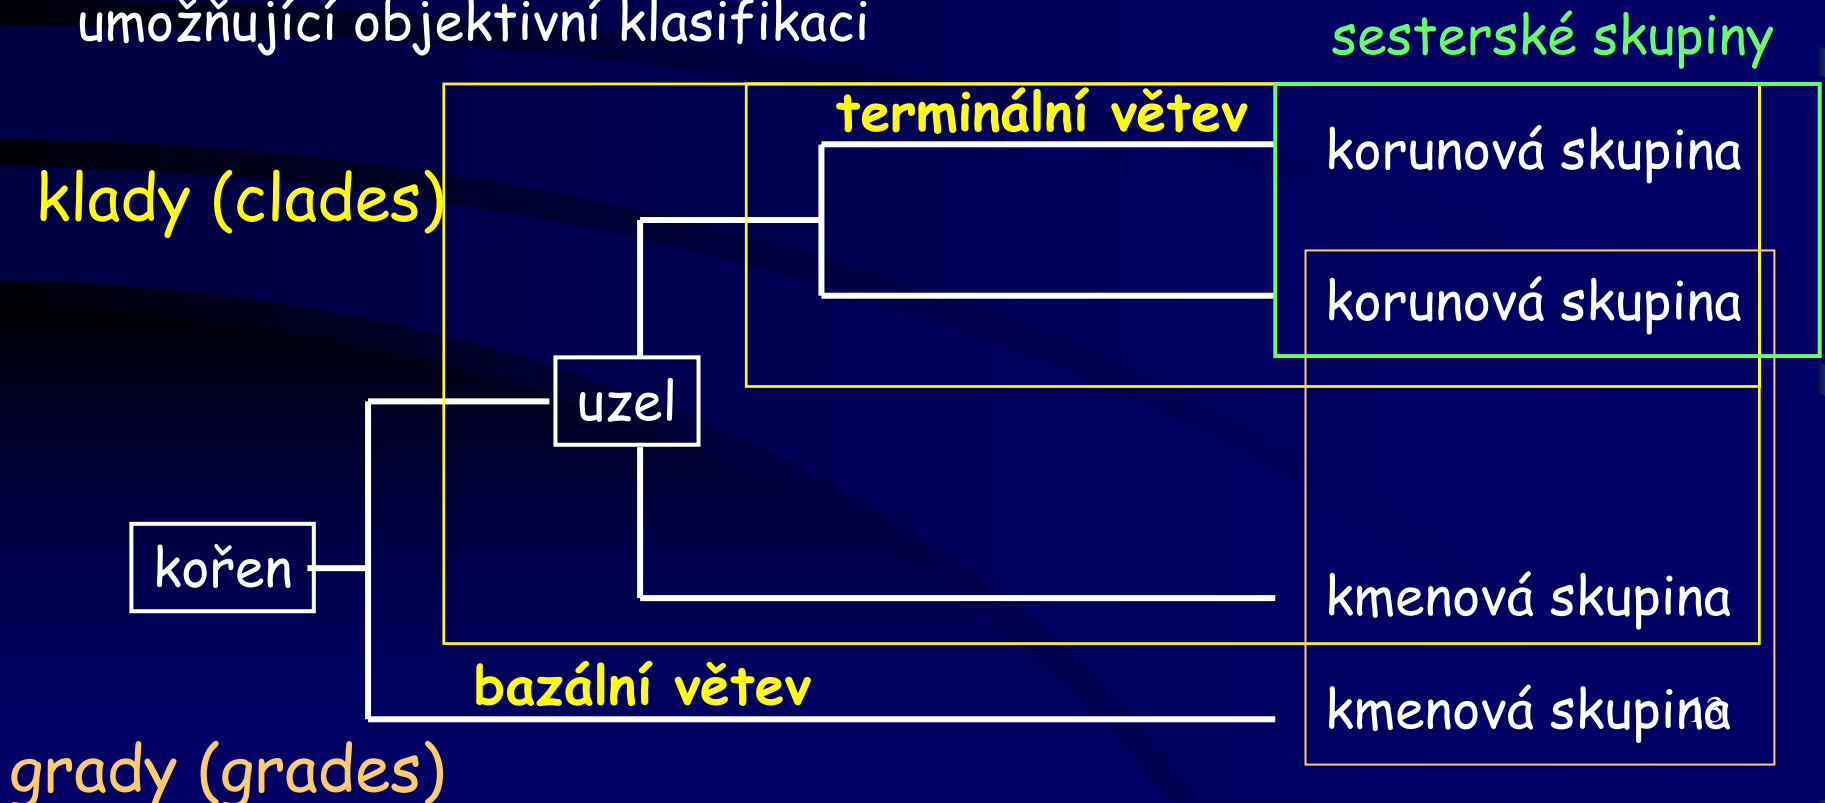 umožňující objektivní klasifikaci
sesterské skupiny
terminální větev
korunová skupina
klady (clades)
korunová skupina
uzel
kořen
kmenová skupina
bazální větev
kmenová skupina
13
grady (grades)